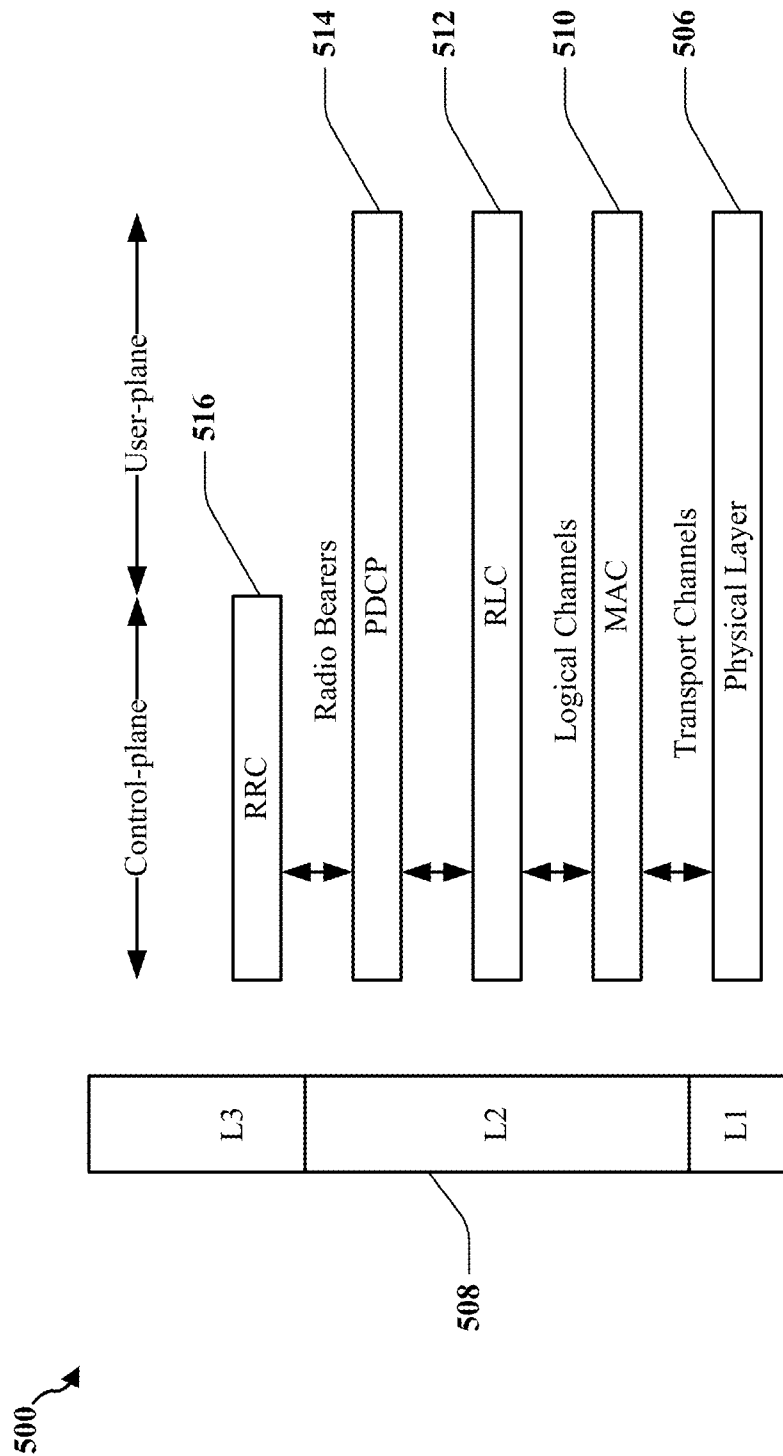 500
Control-plane
User-plane
516
RRC
Radio Bearers
514
PDCP
512
RLC
Logical Channels
510
MAC
Transport Channels
506
Physical Layer
L3
L2
L1
508